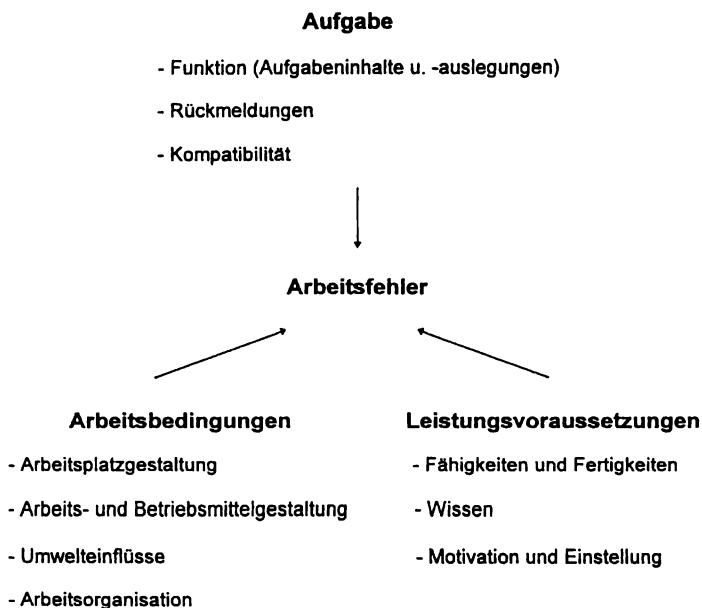 Aufgabe
- Funktion (Aufgabeninhalte u. -auslegungen)
- Rückmeldungen
- Kompatibilität
Arbeitsfehler
Arbeitsbedingungen
- Arbeitsplatzgestaltung
- Arbeits- und Betriebsmittelgestaltung
- Umwelteinflüsse
- Arbeitsorganisation
Leistungsvoraussetzungen
- Fähigkeiten und Fertigkeiten
- Wissen
- Motivation und Einstellung